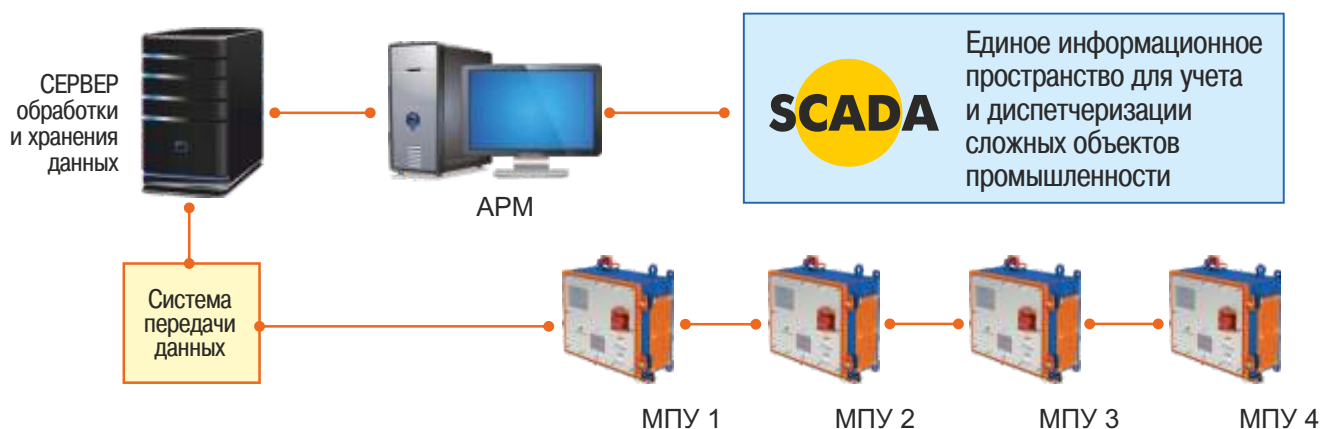 СЕРВЕР
обработки
и хранения
данных
АРМ
SCADA
Единое информационное
пространство для учета
и диспетчеризации
сложных объектов
промышленности
Система
передачи
данных
МПУ 1
МПУ 2
МПУ 3
МПУ 4